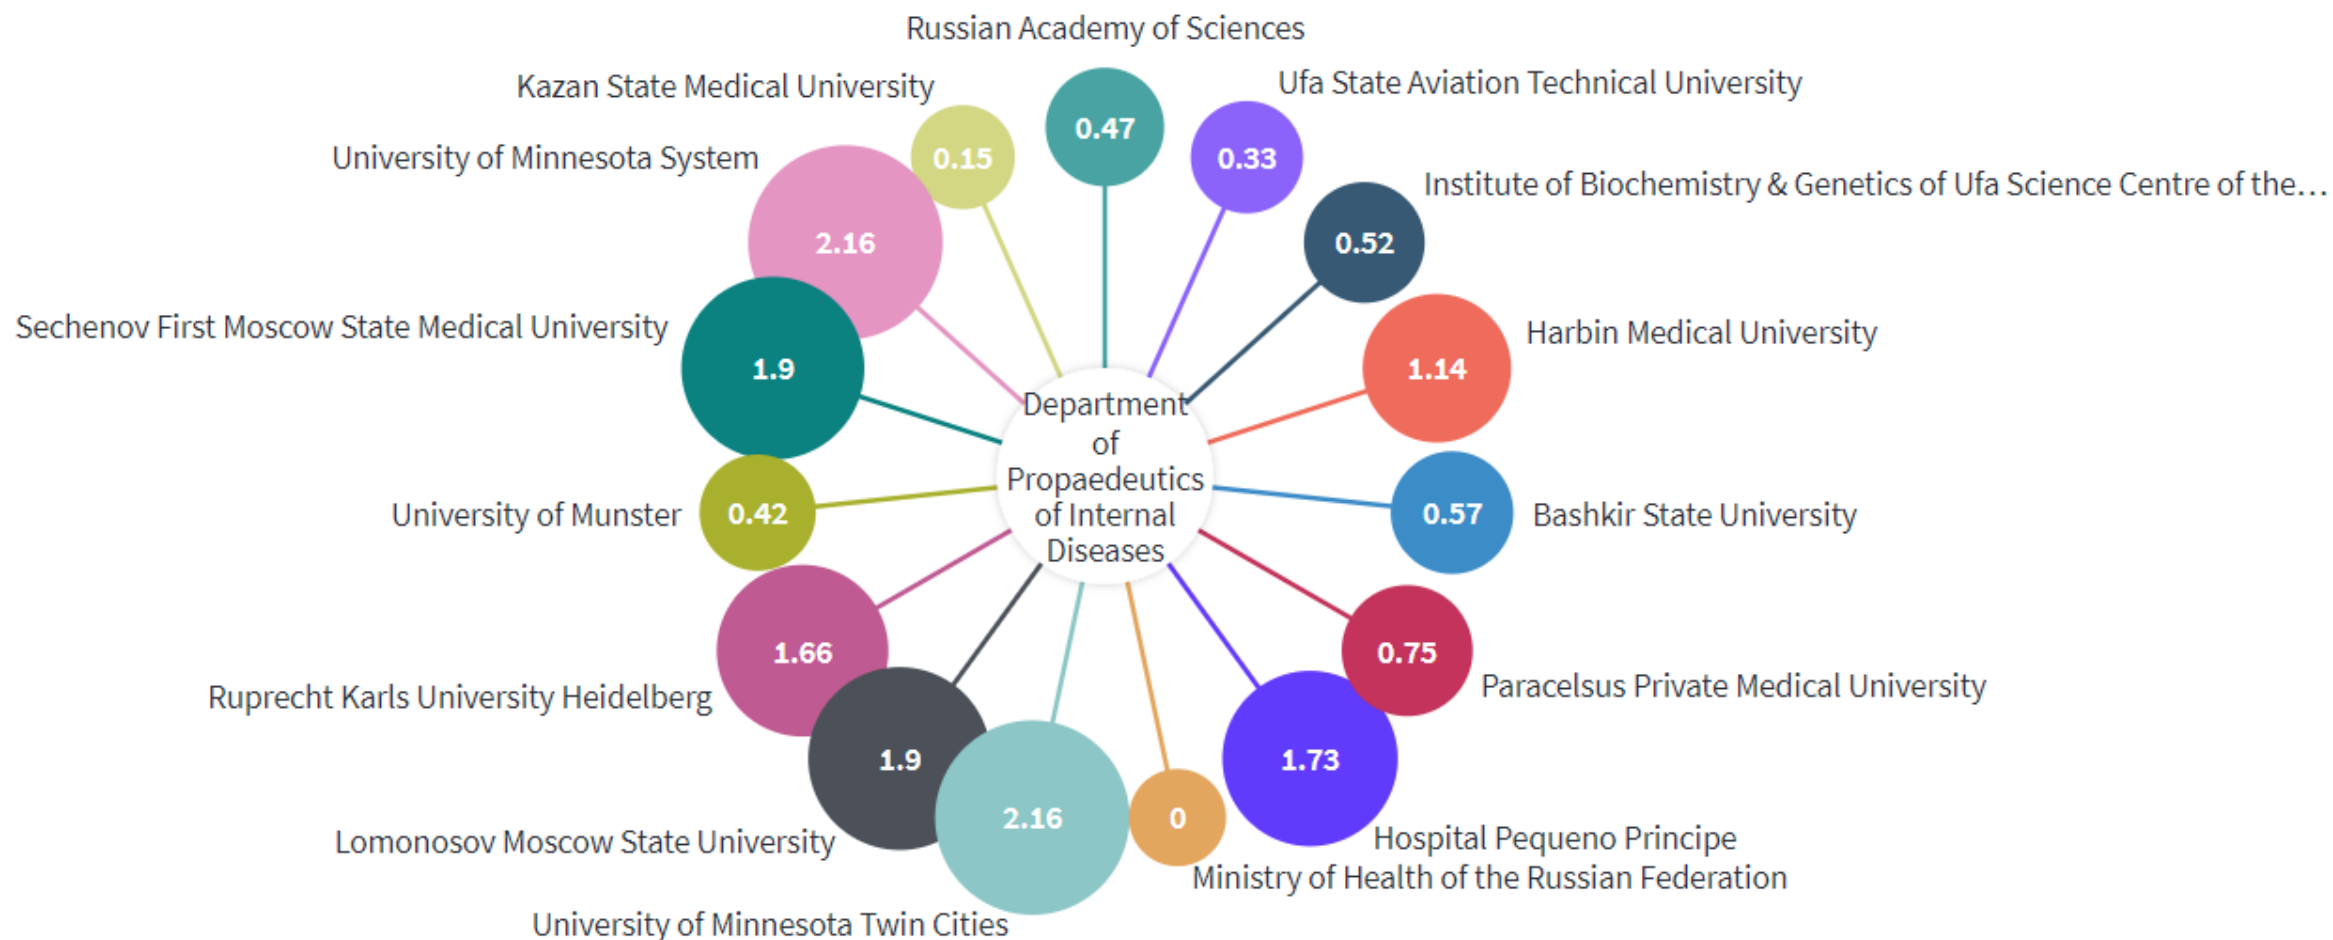 Russian Academy of Sciences
0.47
Ufa State Aviation Technical University
0.33
Institute of Biochemistry & Genetics of Ufa Science Centre of the…
0.52
Harbin Medical University
1.14
Bashkir State University
0.57
Paracelsus Private Medical University
0.75
Hospital Pequeno Principe
1.73
Ministry of Health of the Russian Federation
0
University of Minnesota Twin Cities
2.16
Lomonosov Moscow State University
1.9
Ruprecht Karls University Heidelberg
1.66
University of Munster
0.42
Sechenov First Moscow State Medical University
1.9
University of Minnesota System
2.16
Kazan State Medical University
0.15
Department
of
Propaedeutics
of Internal
Diseases